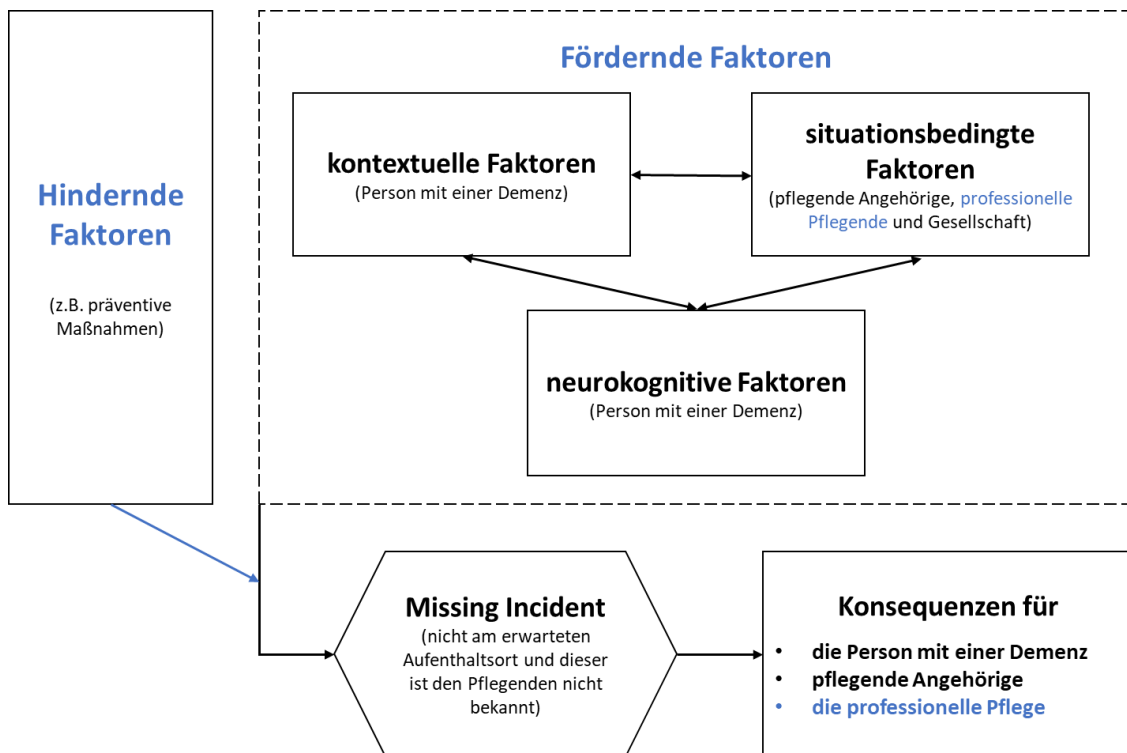 Hindernde
Faktoren
(z.B. präventive
Maßnahmen)
Fördernde Faktoren
kontextuelle Faktoren
(Person mit einer Demenz)
situationsbedingte
Faktoren
(pflegende Angehörige, professionelle
Pflegende und Gesellschaft)
neurokognitive Faktoren
(Person mit einer Demenz)
Missing Incident
(nicht am erwarteten
Aufenthaltsort und dieser
ist den Pflegenden nicht
bekannt)
Konsequenzen für
• die Person mit einer Demenz
• pflegende Angehörige
• die professionelle Pflege